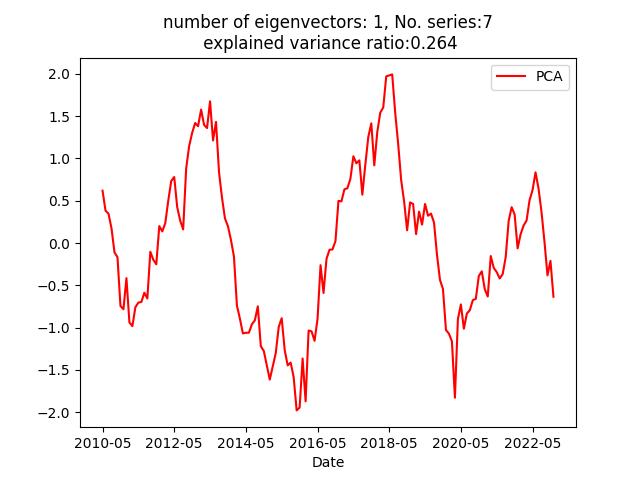 number of eigenvectors: 1, No. series:7
explained variance ratio:0.264
PCA
2.0
1.5
1.0
0.5
0.0
−0.5
−1.0
−1.5
−2.0
2010-05 2012-05 2014-05 2016-05 2018-05 2020-05 2022-05
Date